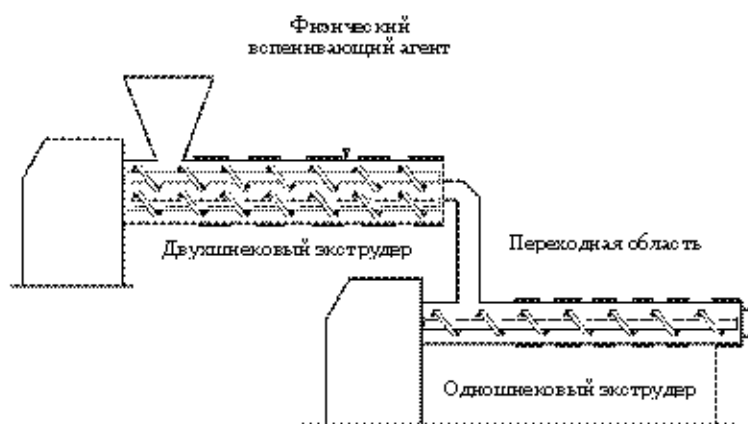 Физический
вспенивающий агент
Двухшнековый экструдер
Переходная область
Одношнековый экструдер